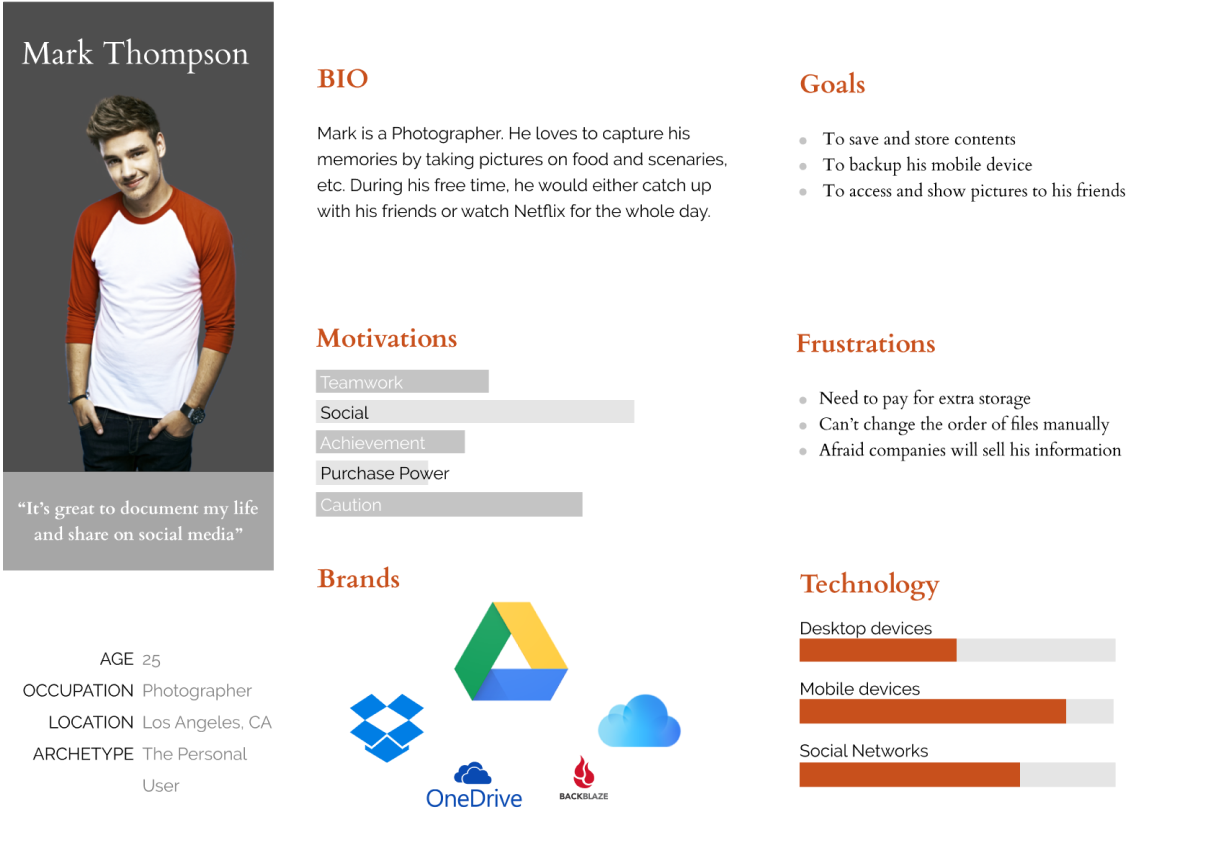 Mark Thompson
“It’s great to document my life
and share on social media”
AGE 25
OCCUPATION Photographer
LOCATION Los Angeles, CA
ARCHETYPE The Personal
User
BIO
Mark is a Photographer. He loves to capture his
memories by taking pictures on food and scenaries,
etc. During his free time, he would either catch up
with his friends or watch Netflix for the whole day.
Motivations
Teamwork
Social
Achievement
Purchase Power
Caution
Brands
OneDrive
BACKBLAZE
Goals
To save and store contents
To backup his mobile device
To access and show pictures to his friends
Frustrations
Need to pay for extra storage
Can’t change the order of files manually
Afraid companies will sell his information
Technology
Desktop devices
Mobile devices
Social Networks